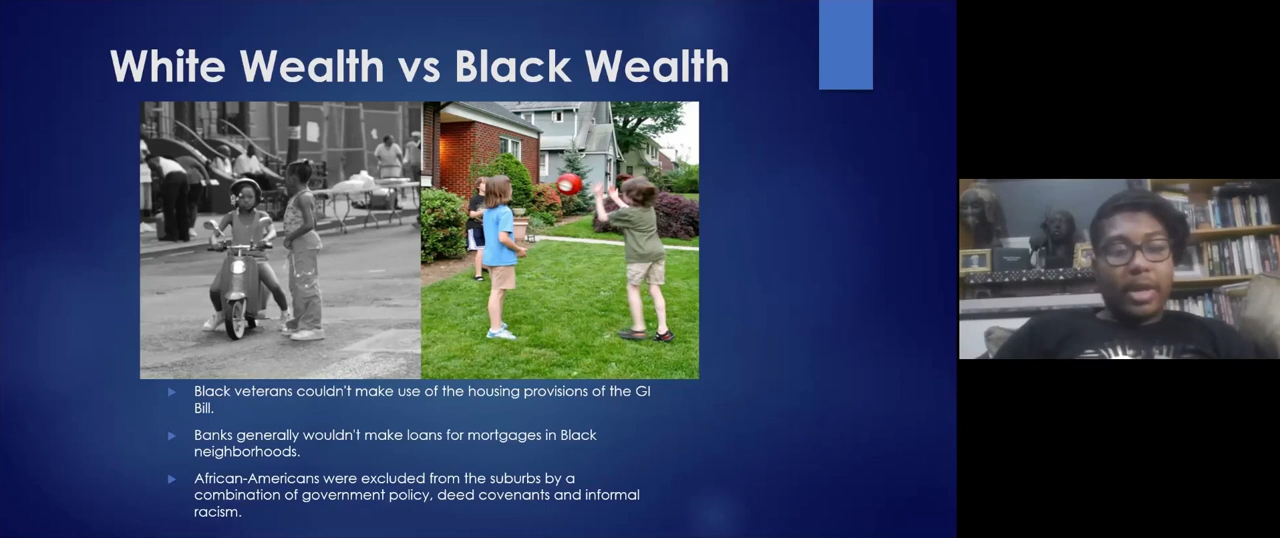 White Wealth vs Black Wealth
Black veterans couldn't make use of the housing provisions of the GI
Bill.
Banks generally wouldn't make loans for mortgages in Black
neighborhoods.
African-Americans were excluded from the suburbs by a
combination of government policy, deed covenants and informal
racism.